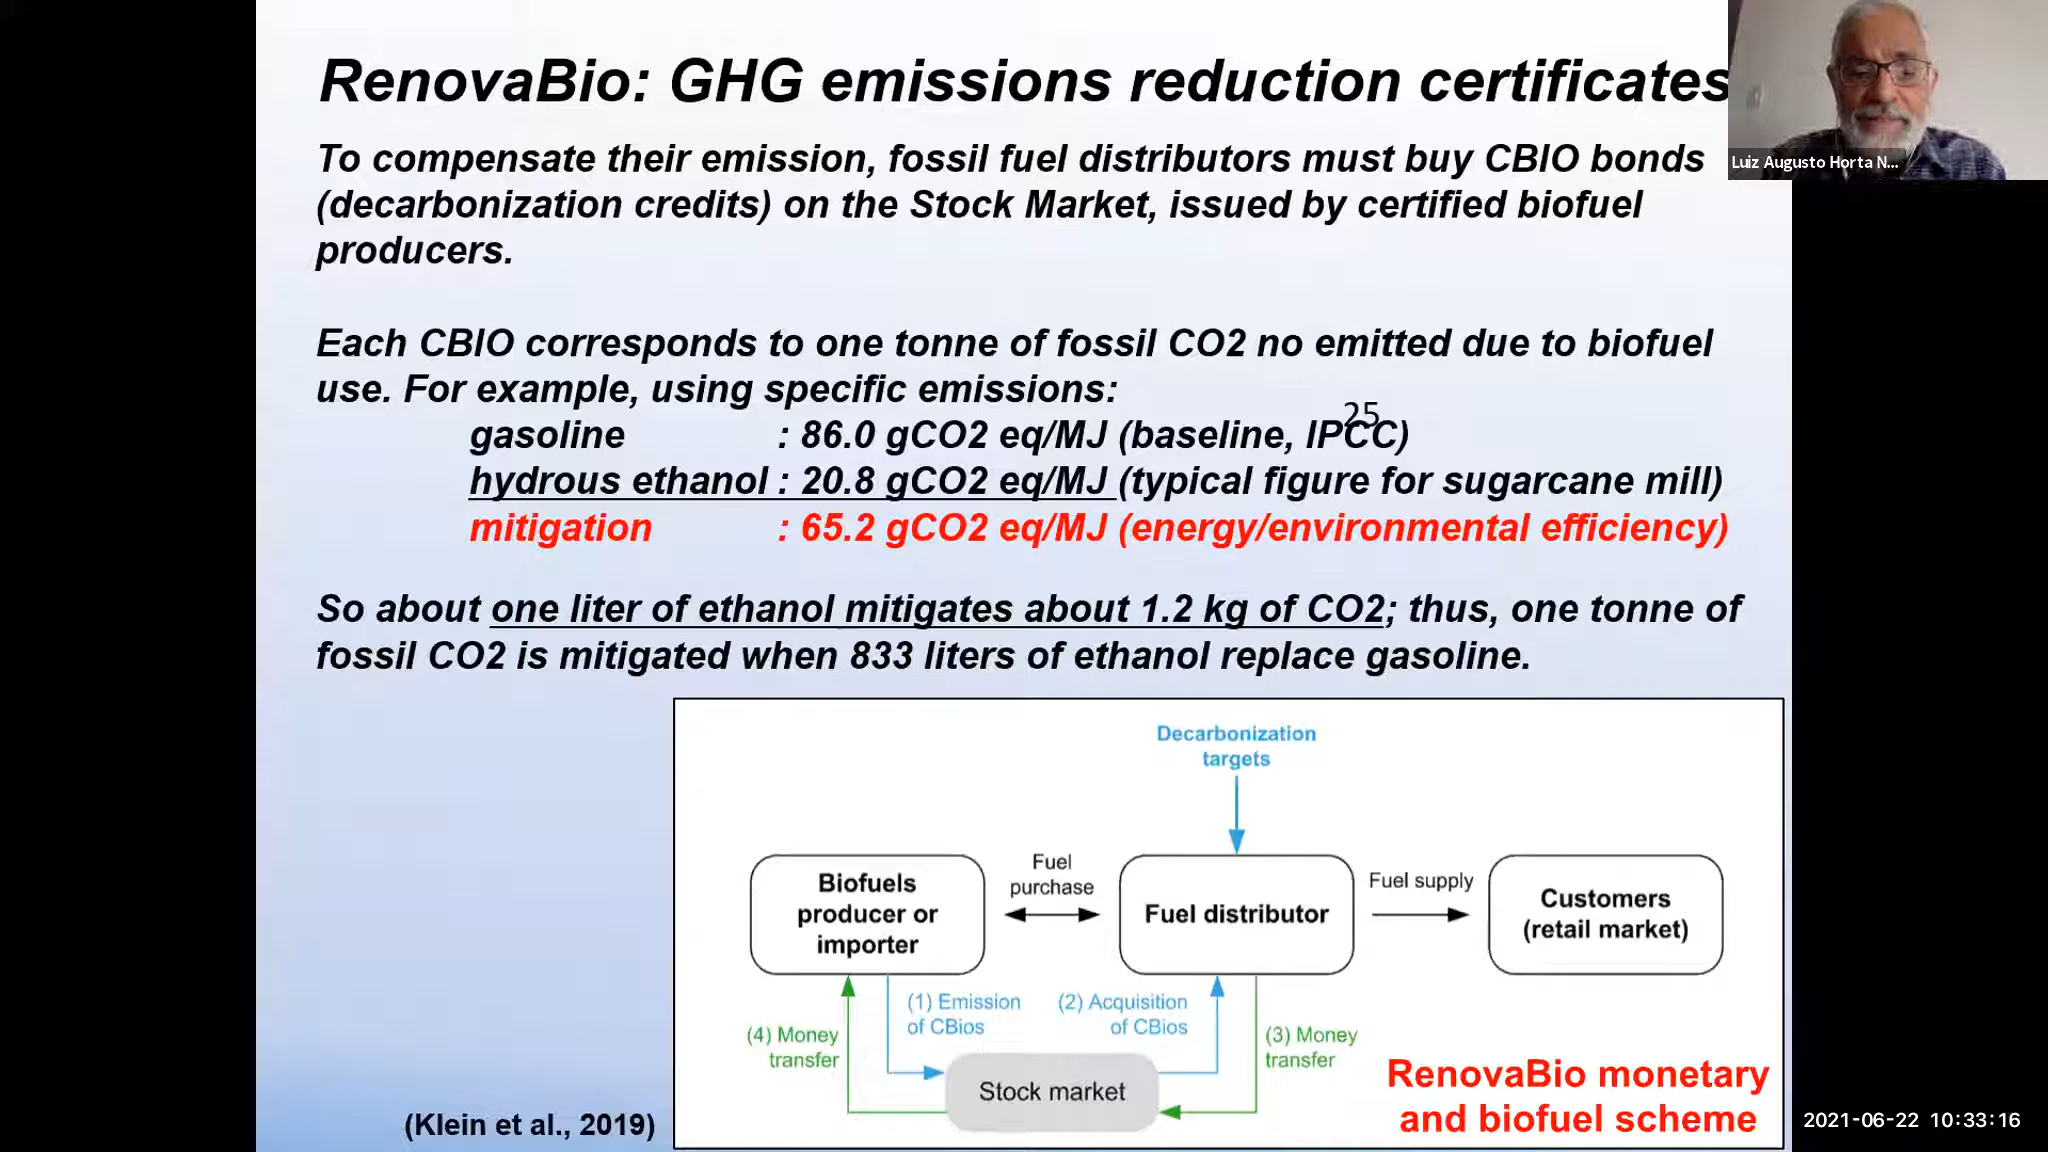 RenovaBio: GHG emissions reduction certificates
Luiz Augusto Horta N...
To compensate their emission, fossil fuel distributors must buy CBIO bonds
(decarbonization credits) on the Stock Market, issued by certified biofuel
producers.
Each CBIO corresponds to one tonne of fossil CO2 no emitted due to biofuel
use. For example, using specific emissions:
25
gasoline : 86.0 gCO2 eq/MJ (baseline, IPCC)
hydrous ethanol : 20.8 gCO2 eq/MJ (typical figure for sugarcane mill)
mitigation : 65.2 gCO2 eq/MJ (energy/environmental efficiency)
So about one liter of ethanol mitigates about 1.2 kg of CO2; thus, one tonne of
fossil CO2 is mitigated when 833 liters of ethanol replace gasoline.
Decarbonization
targets
Biofuels
producer or
importer
Fuel
purchase
Fuel distributor
Fuel supply
Customers
(retail market)
(1) Emission
of CBios
(2) Acquisition
of CBios
(4) Money
transfer
(3) Money
transfer
Stock market
RenovaBio monetary
and biofuel scheme
(Klein et al., 2019)
2021-06-22 10:33:16